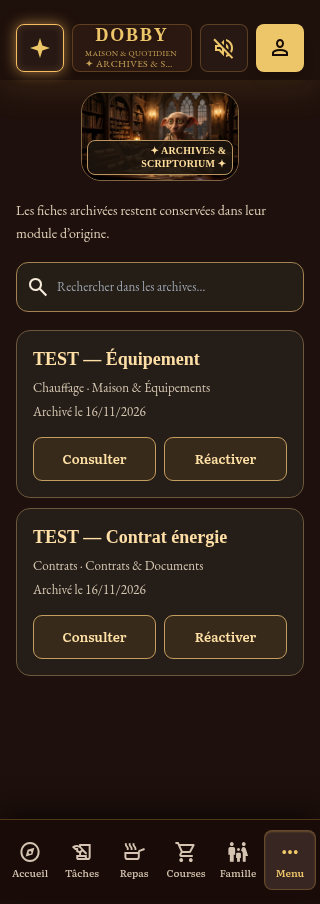 DOBBY
MAISON & QUOTIDIEN
✦ ARCHIVES & S…
✦ ARCHIVES &
SCRIPTORIUM ✦
Les fiches archivées restent conservées dans leur
module d’origine.
Rechercher dans les archives…
TEST — Équipement
Chauffage · Maison & Équipements
Archivé le 16/11/2026
Consulter Réactiver
TEST — Contrat énergie
Contrats · Contrats & Documents
Archivé le 16/11/2026
Consulter Réactiver
Accueil Tâches Repas Courses Famille Menu